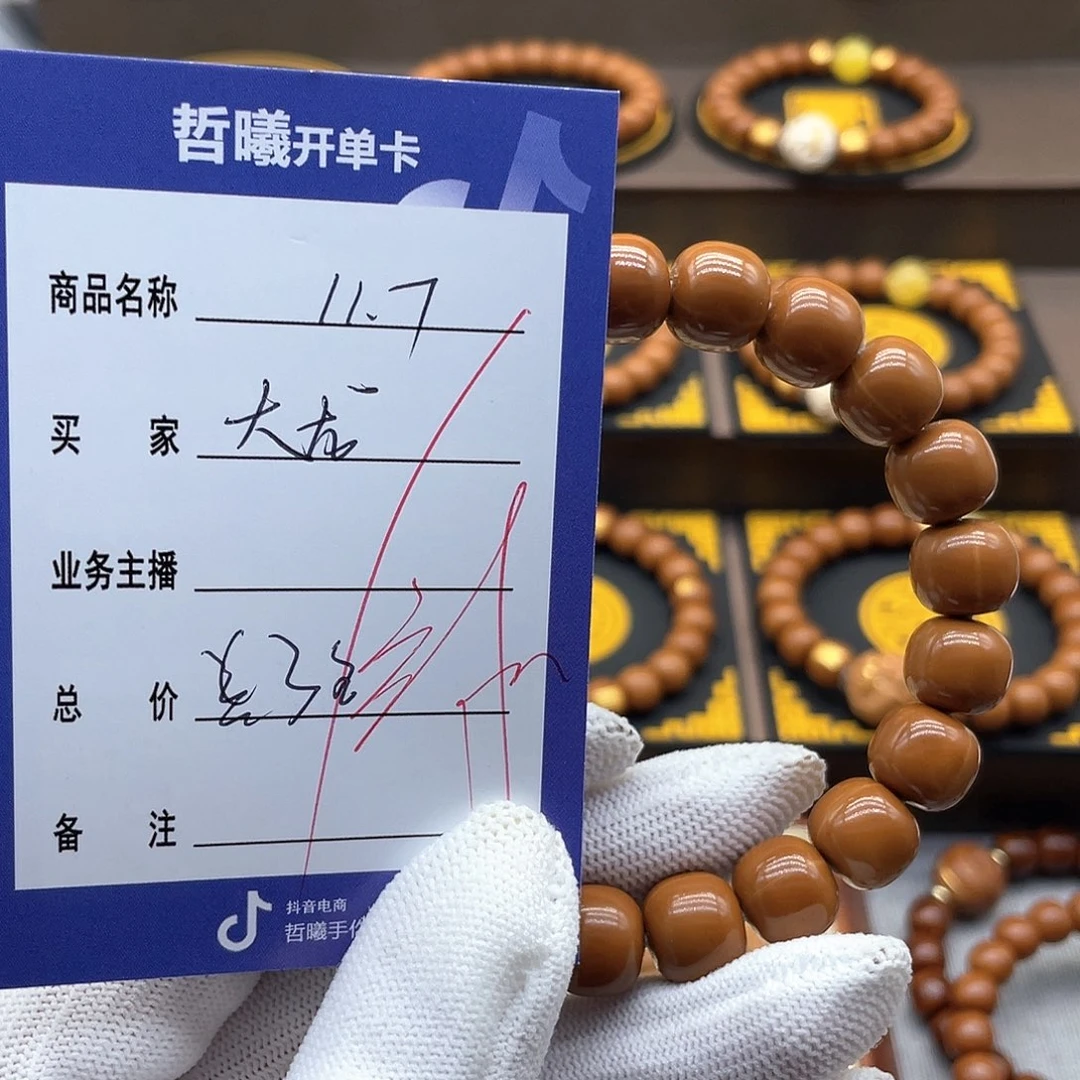 哲曦开单卡
商品名称 11.7
买家 大龙
业务主播
总价
备注
抖音电商
哲曦手